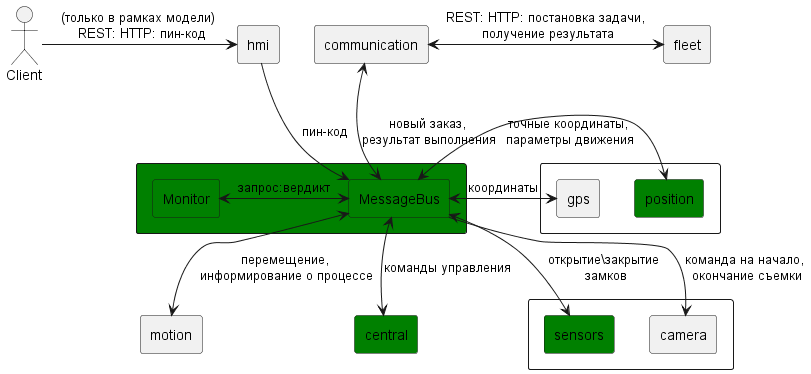 (только в рамках модели)
REST: HTTP: пин-код
REST: HTTP: постановка задачи,
получение результата
Client
hmi
communication
fleet
пин-код
новый заказ,
результат выполнения
точные координаты,
параметры движения
Monitor
запрос:вердикт
MessageBus
координаты
gps
position
перемещение,
информирование о процессе
команды управления
открытие\закрытие
замков
команда на начало,
окончание съемки
motion
central
sensors
camera